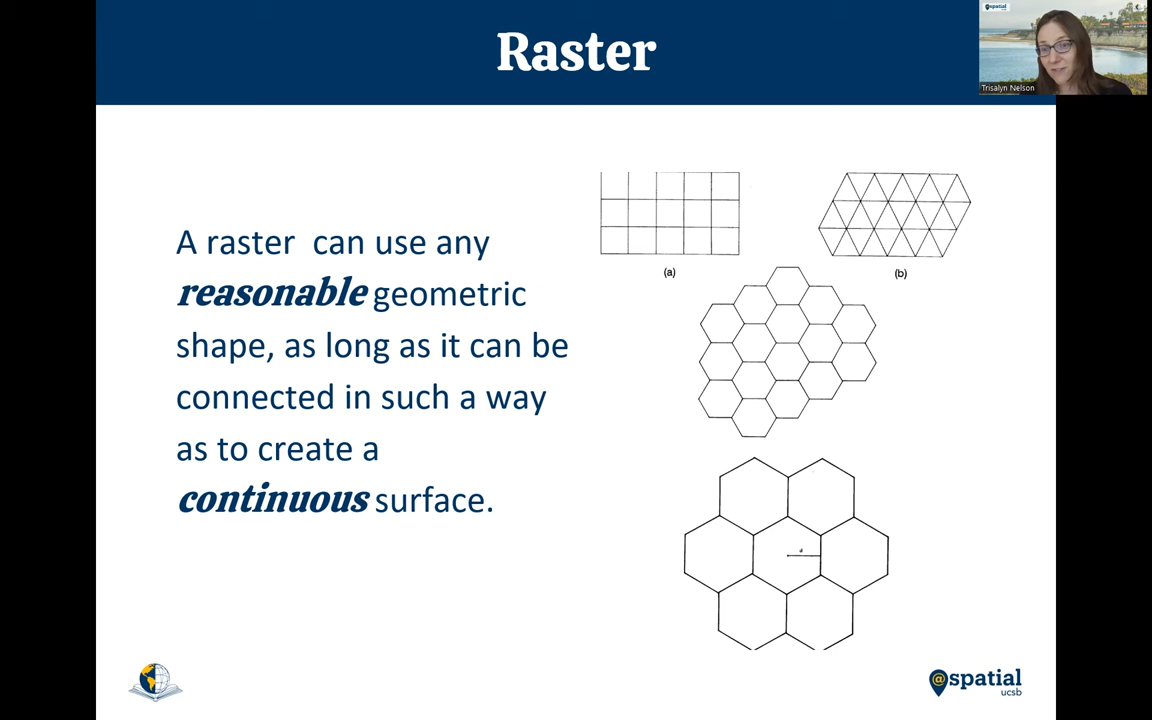 Raster
spatial
Trisalyn Nelson
A raster  can use any
reasonable geometric
shape, as long as it can be
connected in such a way
as to create a
continuous surface.
(a)
(b)
d
@spatial
ucsb